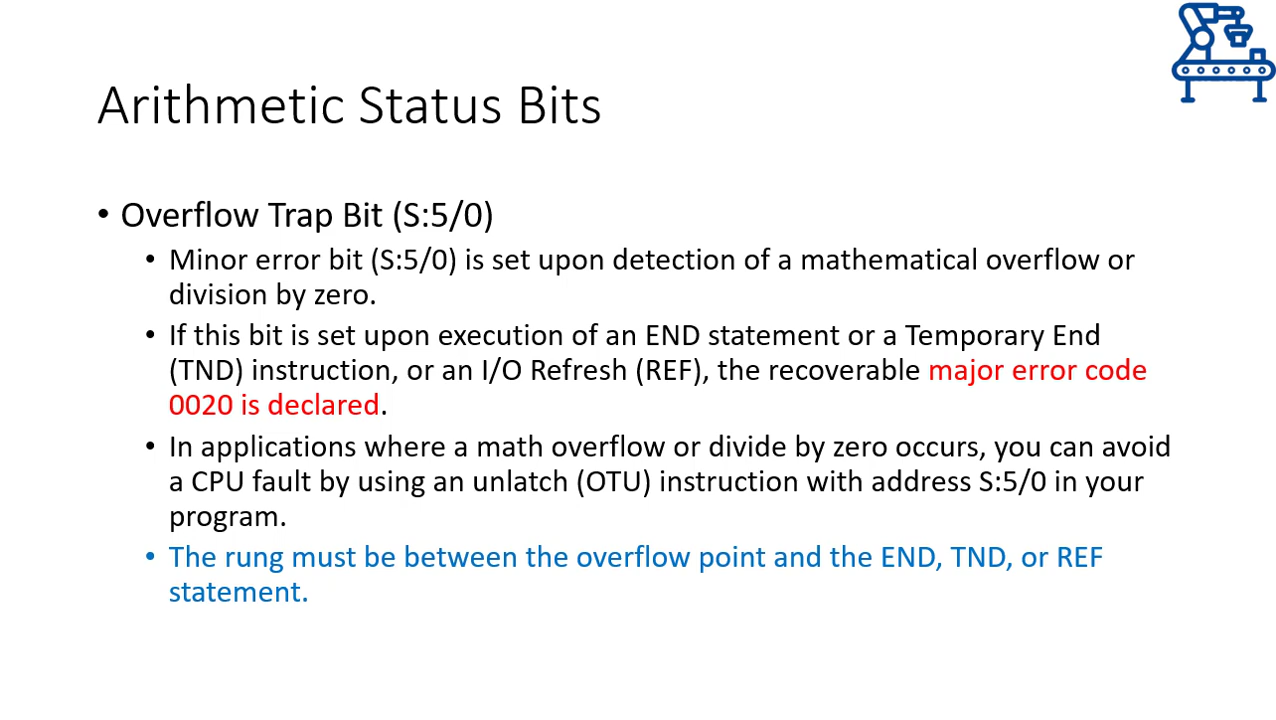 Arithmetic Status Bits
• Overflow Trap Bit (S:5/0)
• Minor error bit (S:5/0) is set upon detection of a mathematical overflow or
division by zero.
• If this bit is set upon execution of an END statement or a Temporary End
(TND) instruction, or an I/O Refresh (REF), the recoverable major error code
0020 is declared.
• In applications where a math overflow or divide by zero occurs, you can avoid
a CPU fault by using an unlatch (OTU) instruction with address S:5/0 in your
program.
• The rung must be between the overflow point and the END, TND, or REF
statement.